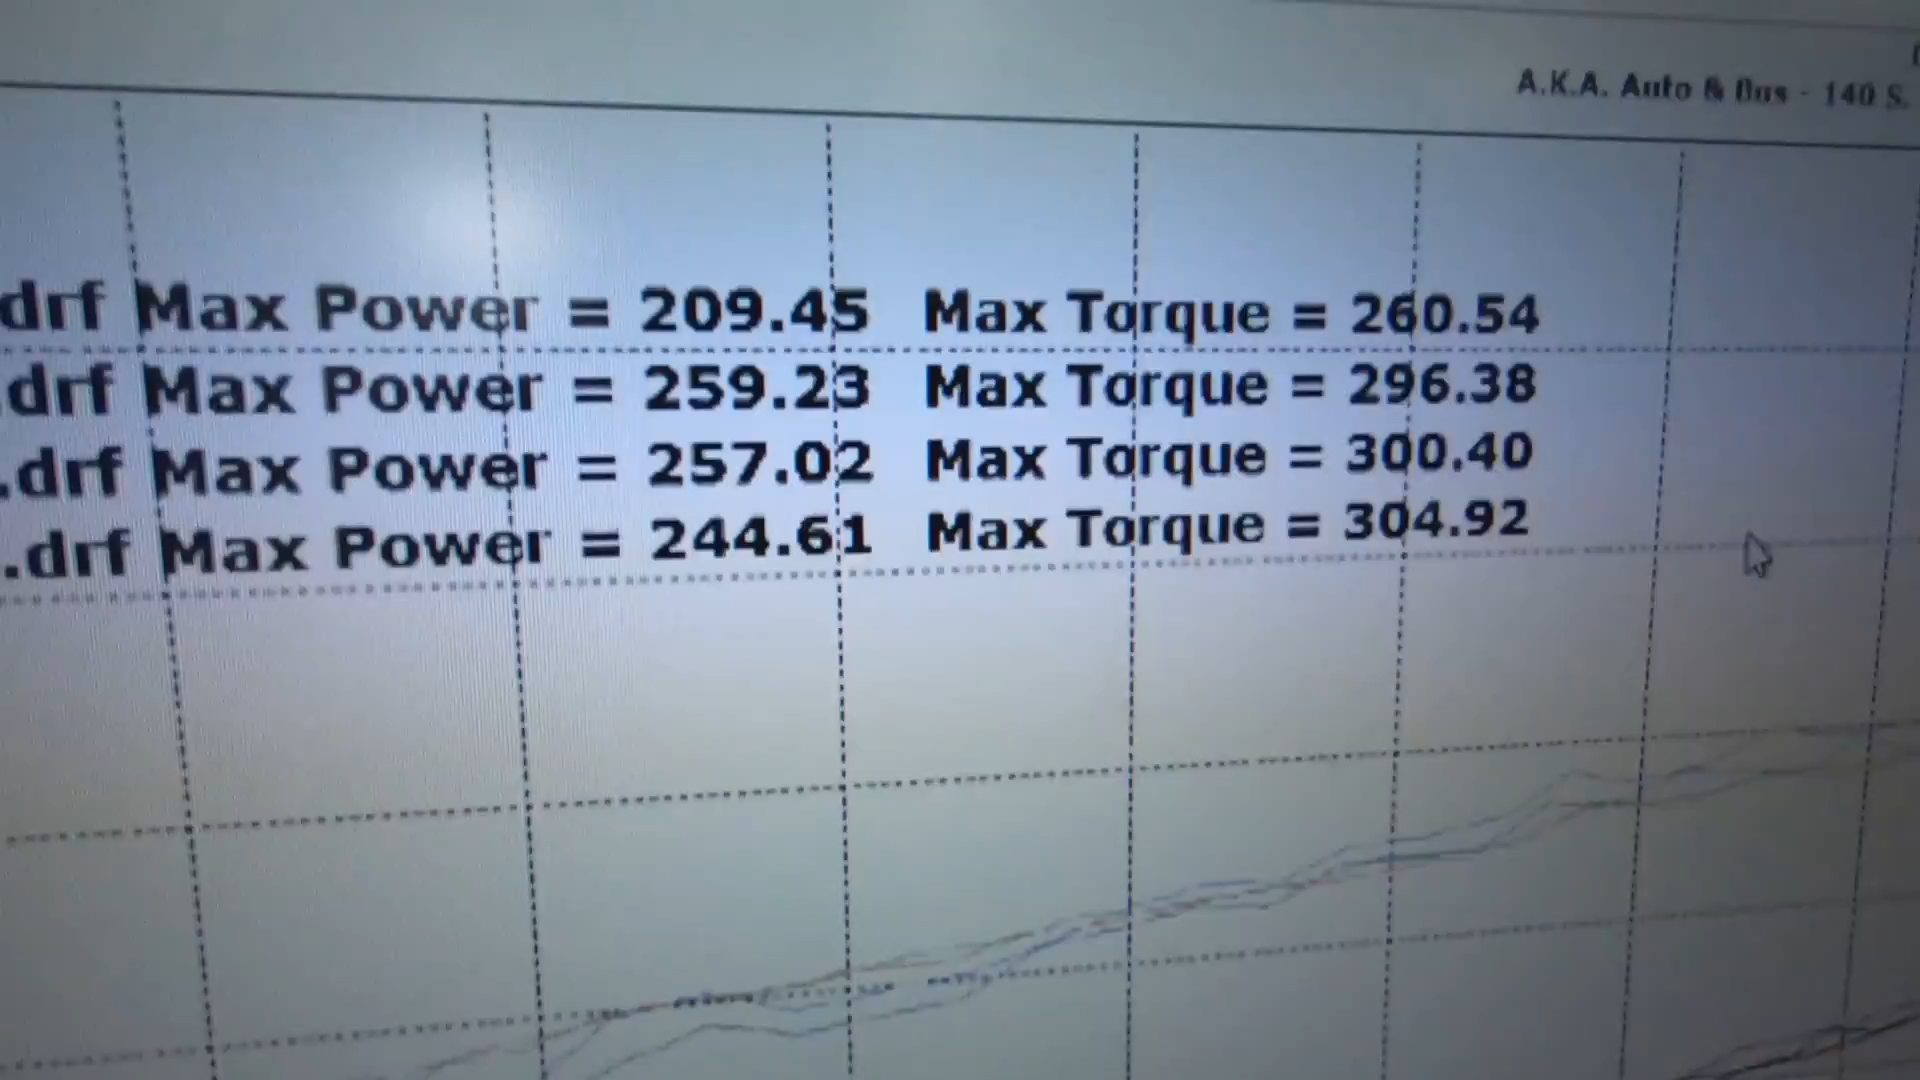 A.K.A. Auto & Bus - 140 S.
drf Max Power = 209.45 Max Torque = 260.54
.drf Max Power = 259.23 Max Torque = 296.38
.drf Max Power = 257.02 Max Torque = 300.40
.drf Max Power = 244.61 Max Torque = 304.92